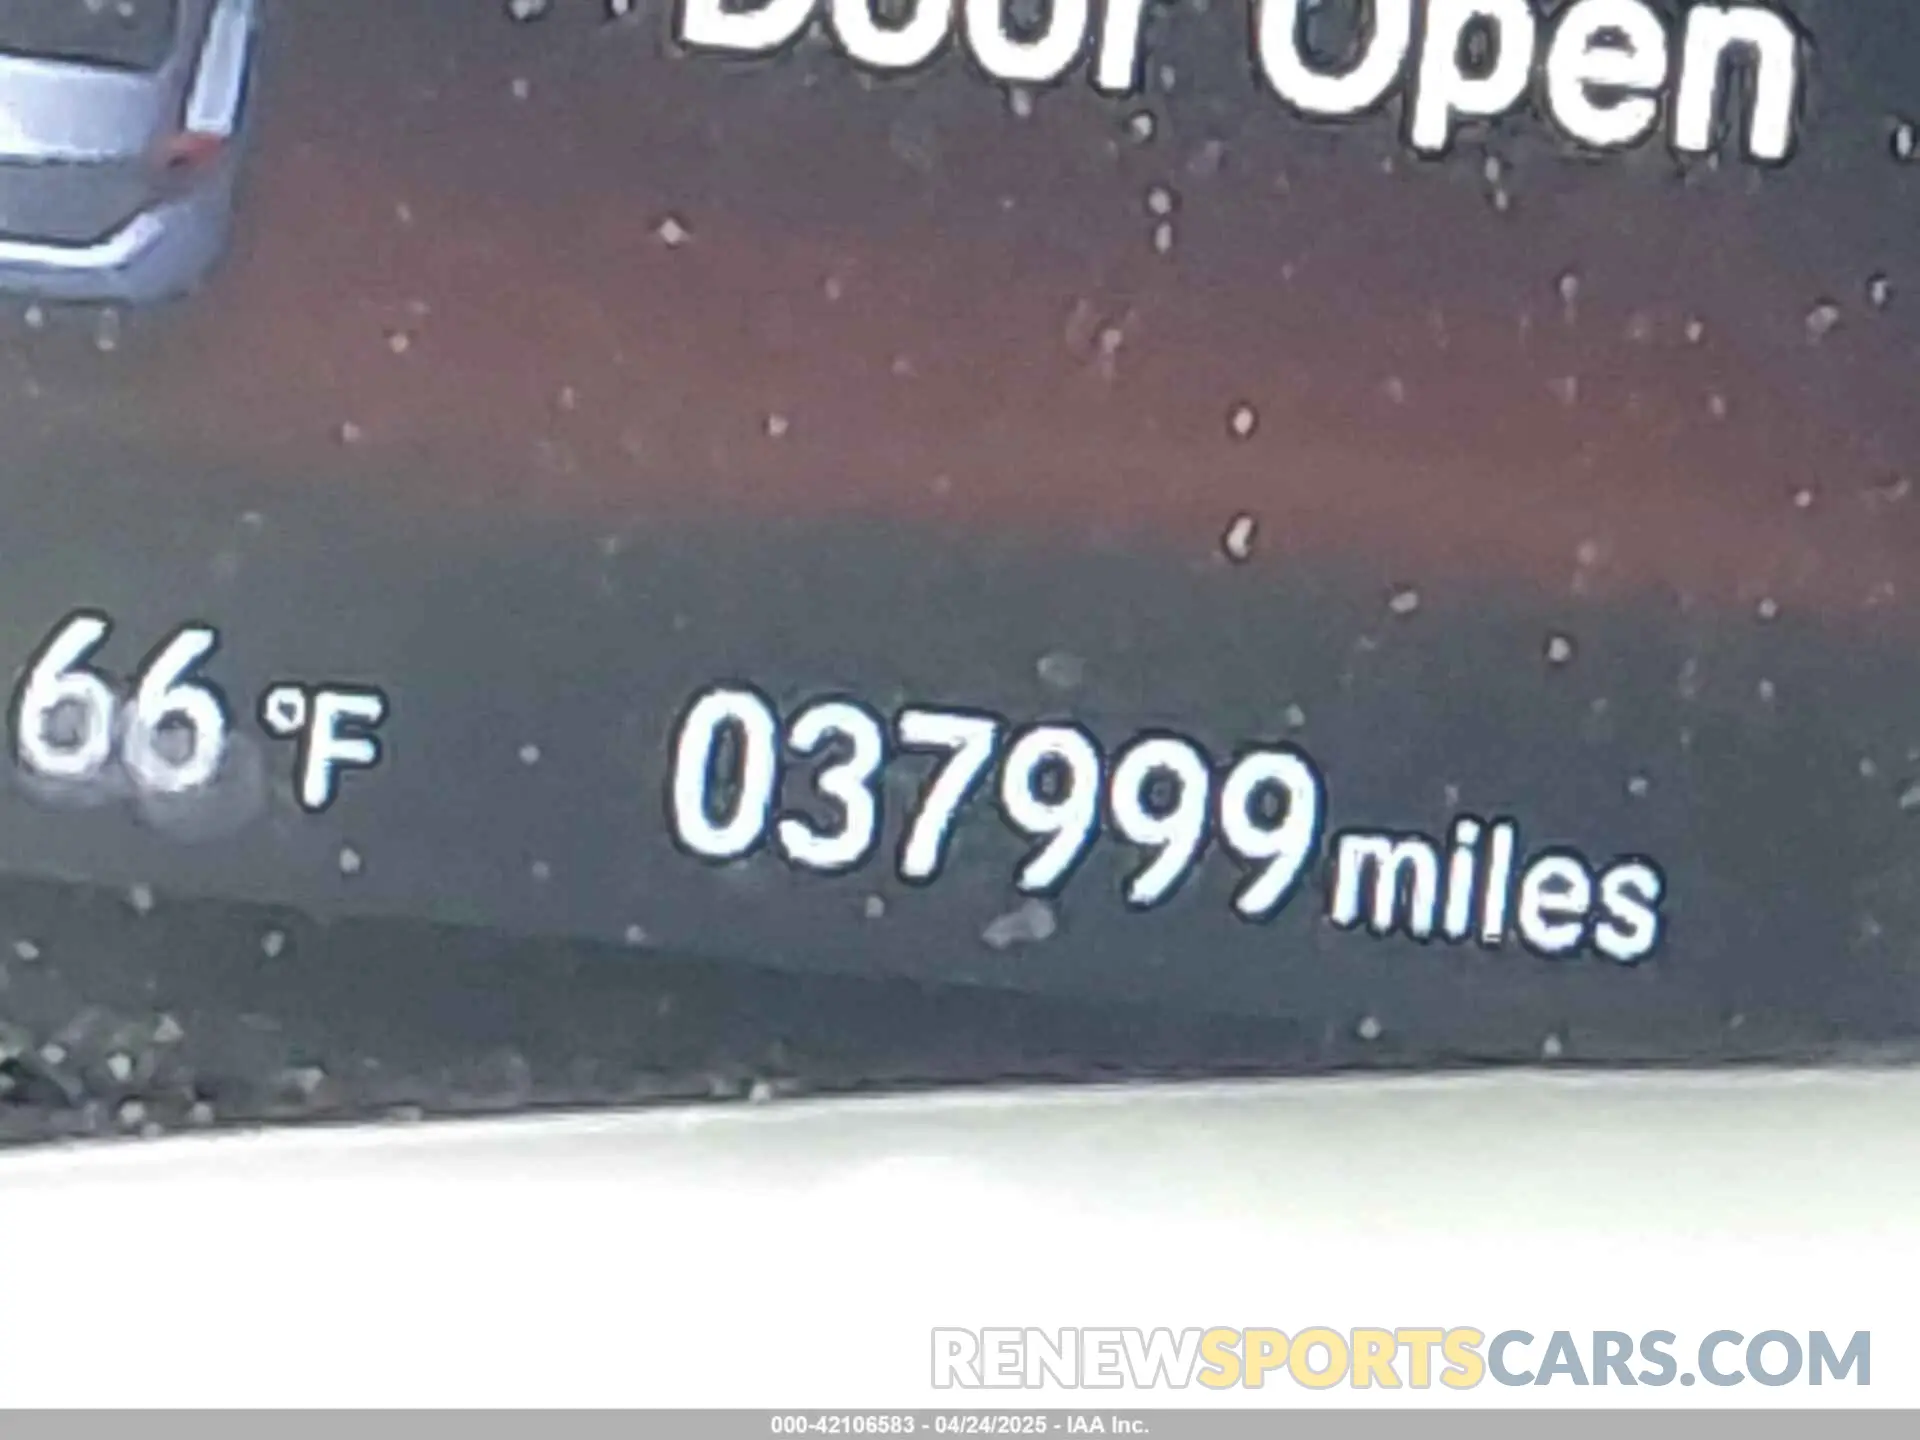 Door Open
66 °F
037999 miles
RENEWSPORTSCARS.COM
000-42106583 - 04/24/2025 - IAA Inc.